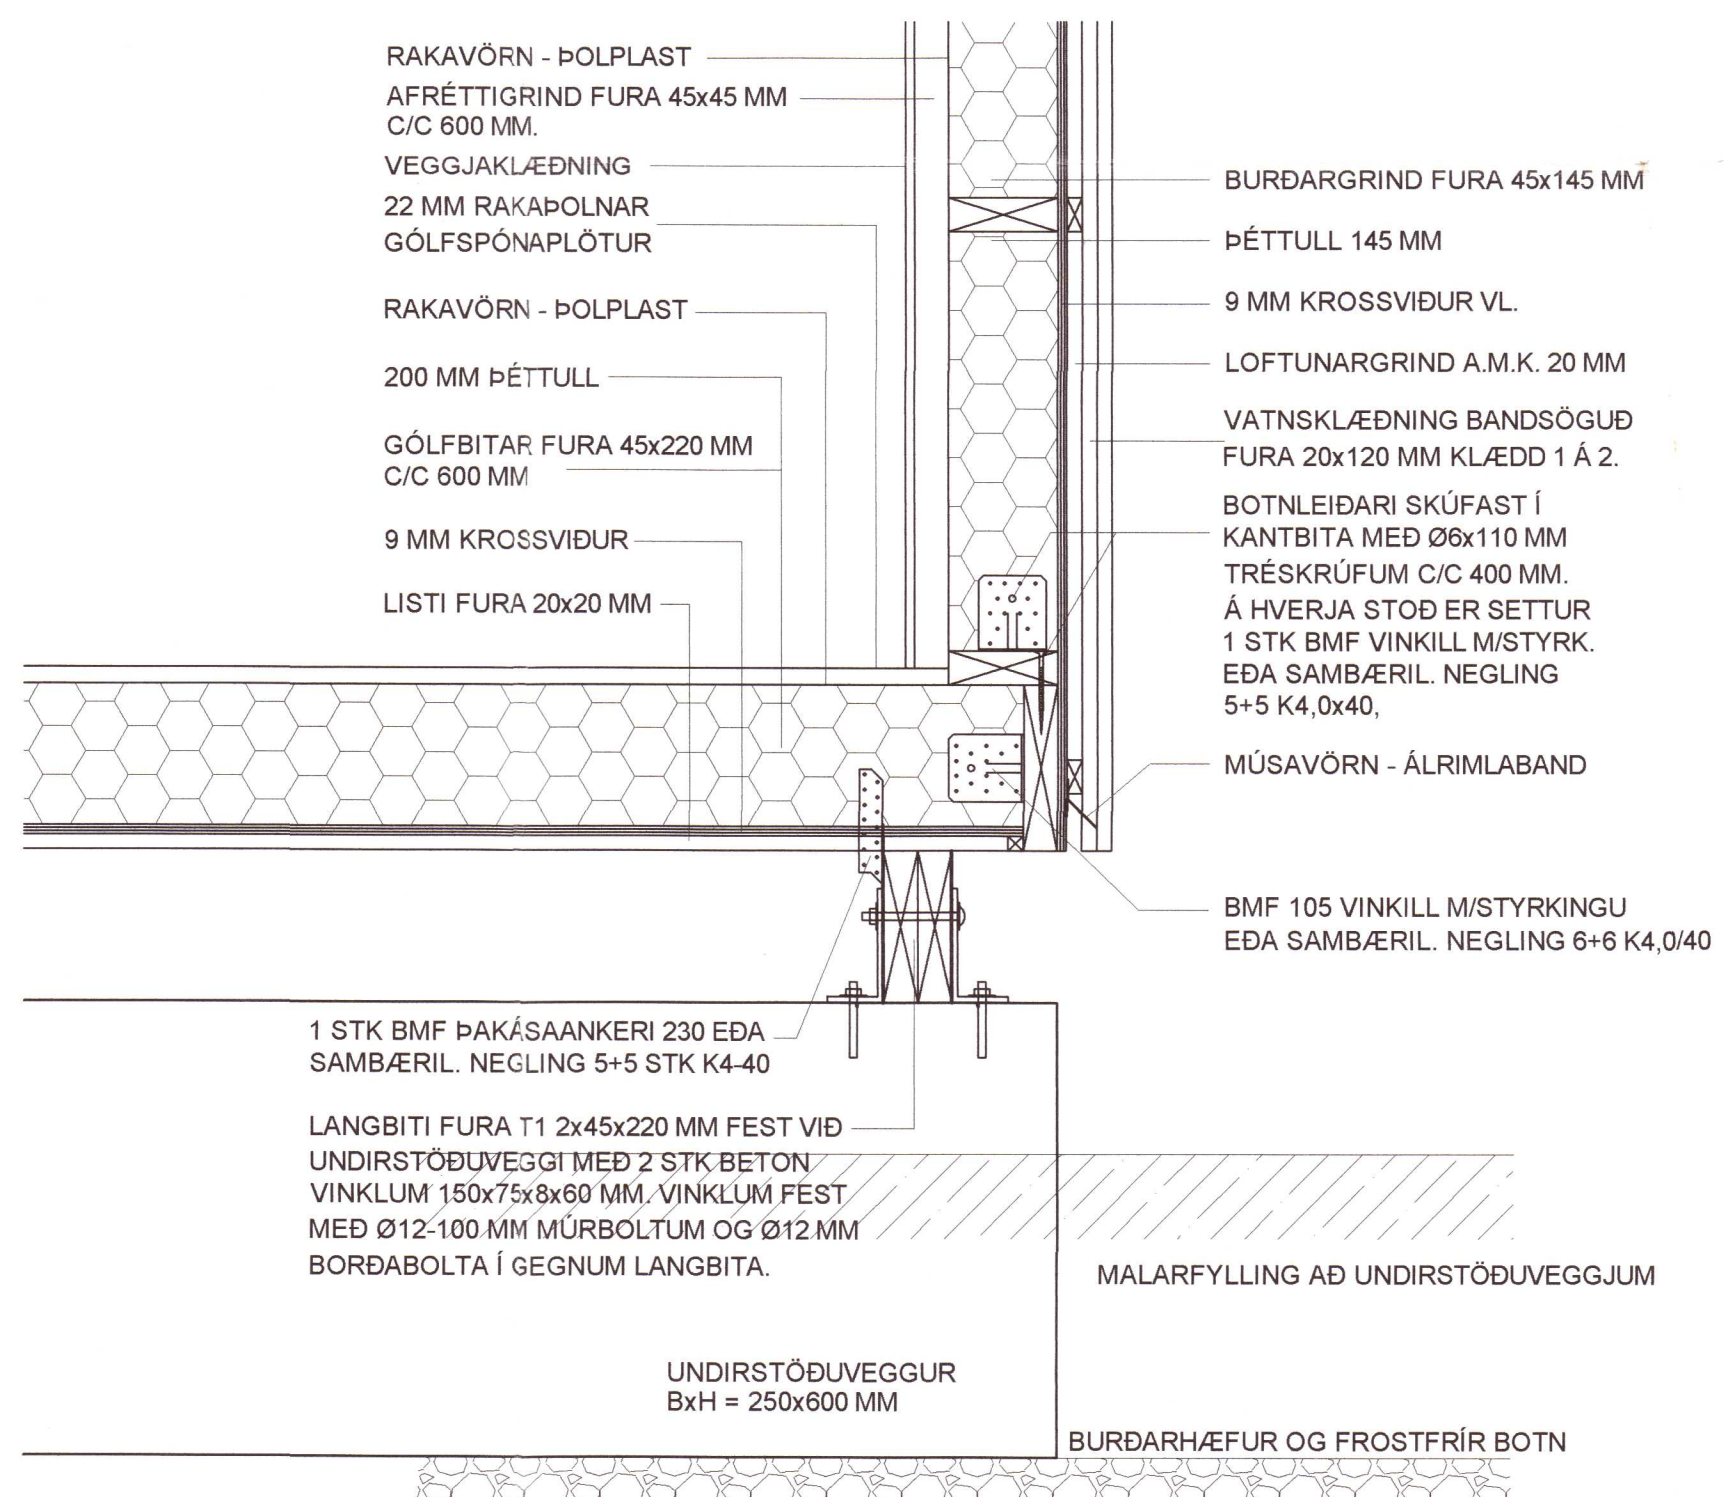 RAKAVÖRN - ÞOLPLAST
AFRÉTTIGRIND FURA 45x45 MM
C/C 600 MM.
VEGGJAKLÆÐNING
22 MM RAKAÞOLNAR
GÓLFSPÓNAPLÖTUR
RAKAVÖRN - ÞOLPLAST
200 MM ÞÉTTULL
GÓLFBITAR FURA 45x220 MM
C/C 600 MM
9 MM KROSSVIÐUR
LISTI FURA 20x20 MM
BURÐARGRIND FURA 45x145 MM
ÞÉTTULL 145 MM
9 MM KROSSVIÐUR VL.
LOFTUNARGRIND A.M.K. 20 MM
VATNSKLÆÐNING BANDSÖGUÐ
FURA 20x120 MM KLÆDD 1 Á 2.
BOTNLEIÐARI SKÚFAST Í
KANTBITA MEÐ Ø6x110 MM
TRÉSKRÚFUM C/C 400 MM.
Á HVERJA STOÐ ER SETTUR
1 STK BMF VINKILL M/STYRK.
EÐA SAMBÆRIL. NEGLING
5+5 K4,0x40,
MÚSAVÖRN - ÁLRIMLABAND
BMF 105 VINKILL M/STYRKINGU
EÐA SAMBÆRIL. NEGLING 6+6 K4,0/40
1 STK BMF ÞAKÁSAANKERI 230 EÐA
SAMBÆRIL. NEGLING 5+5 STK K4-40
LANGBITI FURA T1 2x45x220 MM FEST VIÐ
UNDIRSTÖÐUVEGGI MEÐ 2 STK BETON
VINKLUM 150x75x8x60 MM. VINKLUM FEST
MEÐ Ø12-100 MM MÚRBOLTUM OG Ø12 MM
BORÐABOLTA Í GEGNUM LANGBITA.
MALARFYLLING AÐ UNDIRSTÖÐUVEGGJUM
UNDIRSTÖÐUVEGGUR
BxH = 250x600 MM
BURÐARHÆFUR OG FROSTFRÍR BOTN